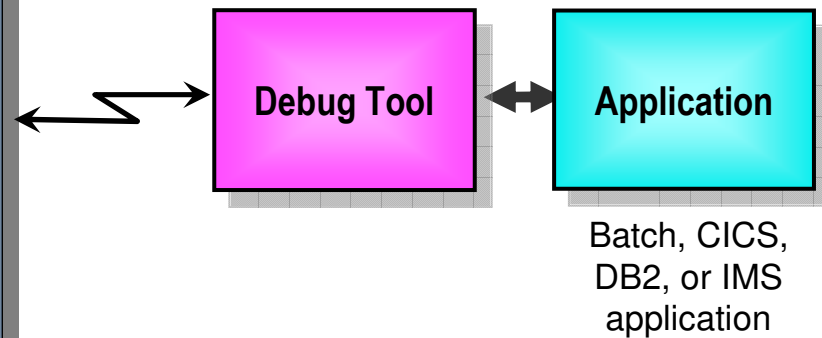 Debug Tool
Application
Batch, CICS,
DB2, or IMS
application